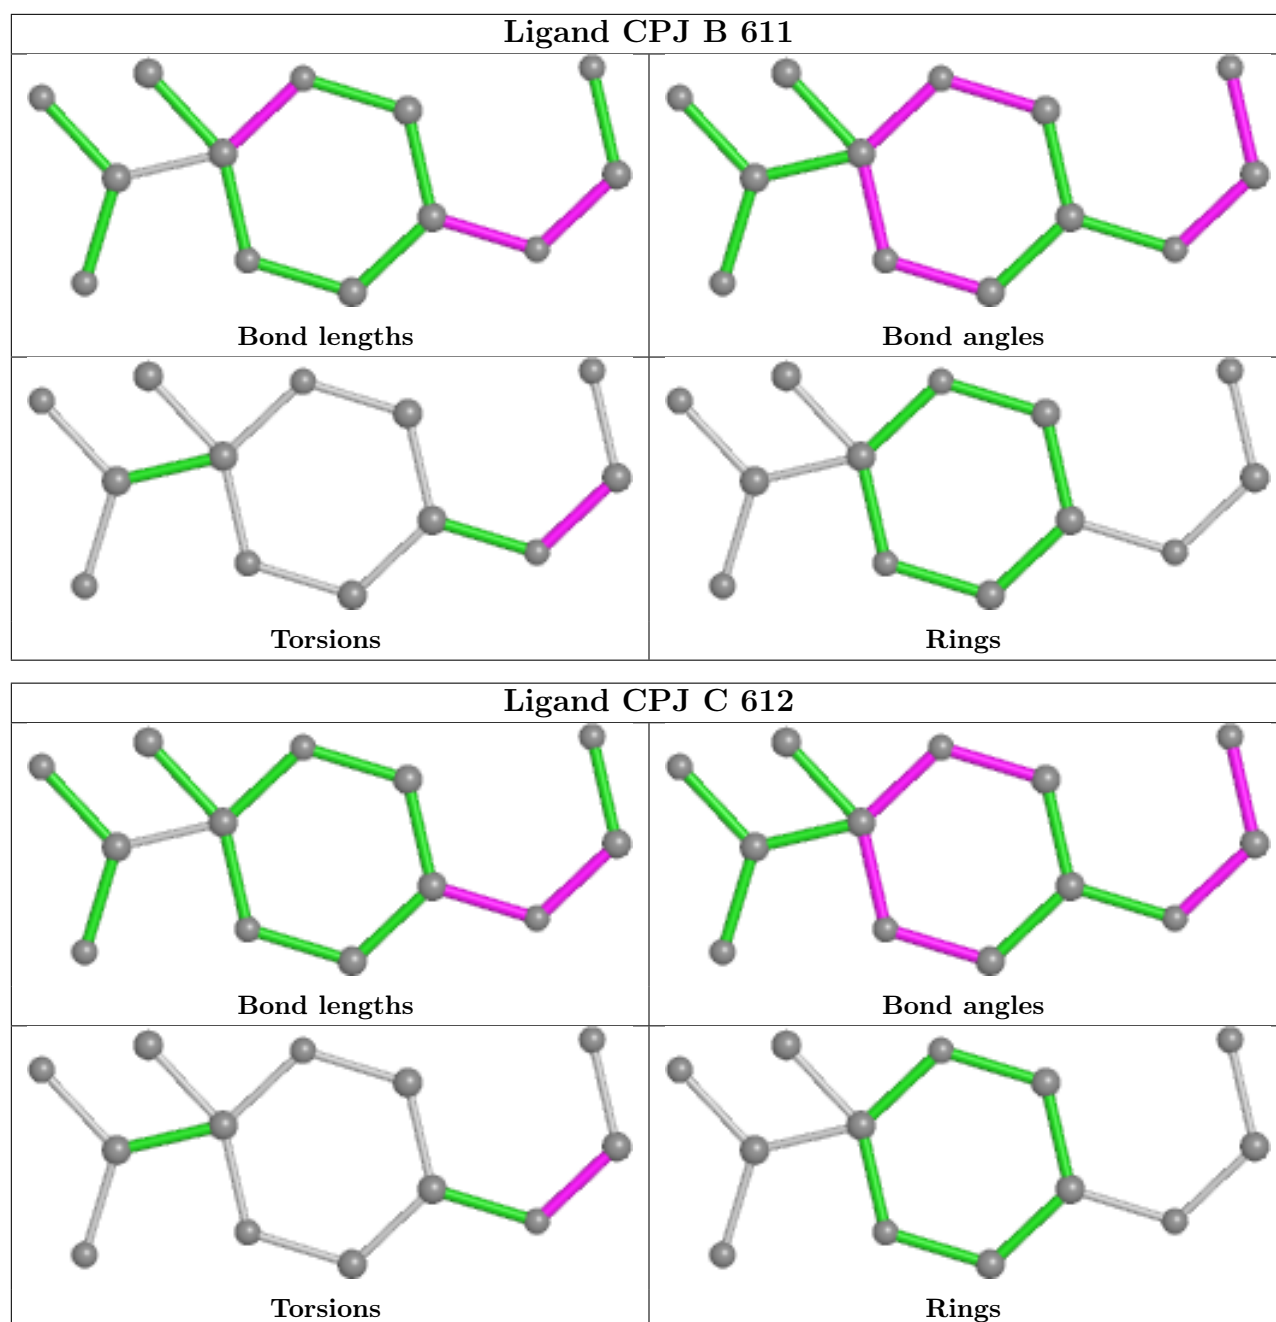 Ligand CPJ B 611
Bond lengths
Bond angles
Torsions
Rings
Ligand CPJ C 612
Bond lengths
Bond angles
Torsions
Rings